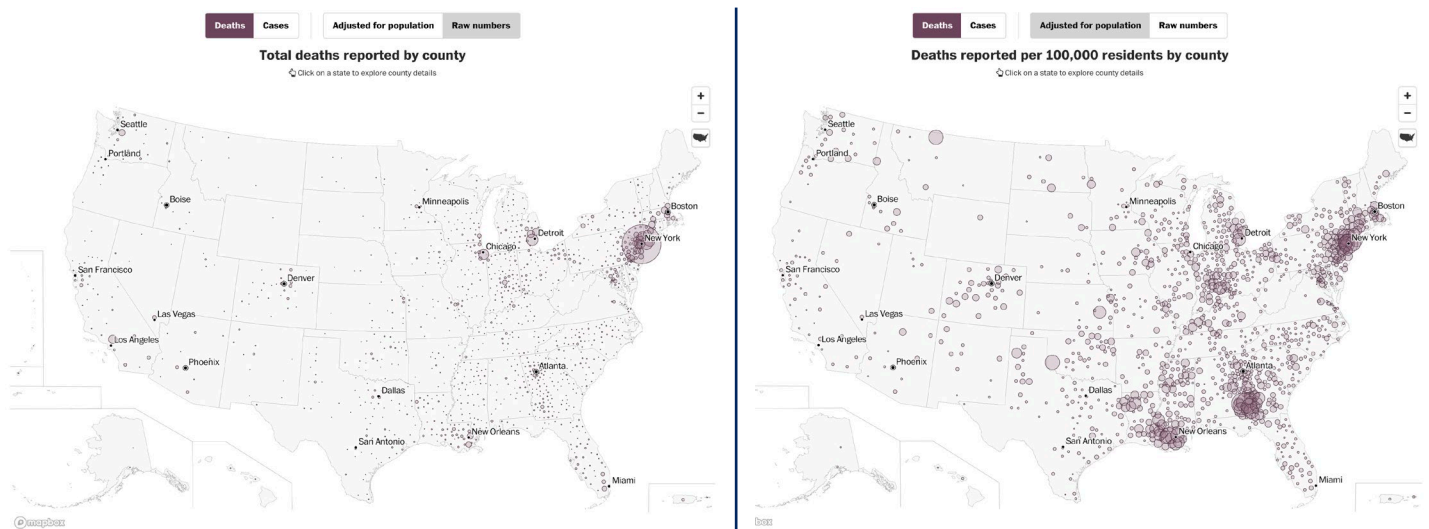 Deaths Cases Adjusted for population Raw numbers
Total deaths reported by county
Click on a state to explore county details
+
−
Seattle
Portland
Boise
Minneapolis
Boston
Detroit
New York
Chicago
San Francisco
Denver
Las Vegas
Los Angeles
Phoenix
Atlanta
Dallas
New Orleans
San Antonio
Miami
mapbox
Deaths Cases Adjusted for population Raw numbers
Deaths reported per 100,000 residents by county
Click on a state to explore county details
+
−
Seattle
Portland
Boise
Minneapolis
Boston
Detroit
New York
Chicago
San Francisco
Denver
Las Vegas
Los Angeles
Phoenix
Atlanta
Dallas
New Orleans
San Antonio
Miami
box